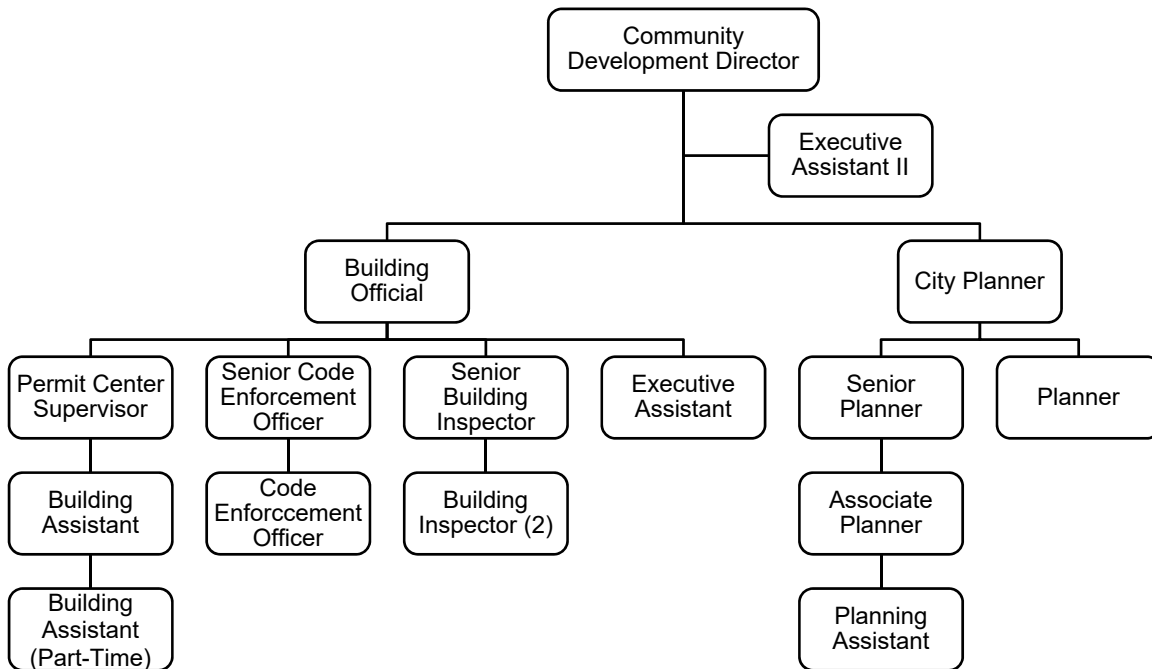 Community
Development Director
Executive
Assistant II
Building
Official
City Planner
Permit Center
Supervisor
Senior Code
Enforcement
Officer
Senior
Building
Inspector
Executive
Assistant
Senior
Planner
Planner
Building
Assistant
Code
Enforccement
Officer
Building
Inspector (2)
Associate
Planner
Building
Assistant
(Part-Time)
Planning
Assistant